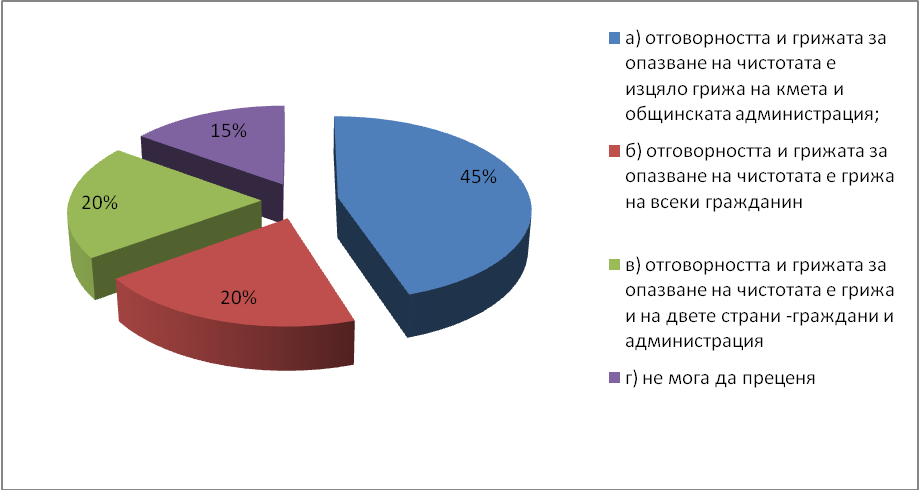 15%
45%
20%
20%
а) отговорността и грижата за
опазване на чистотата е
изцяло грижа на кмета и
общинската администрация;
б) отговорността и грижата за
опазване на чистотата е грижа
на всеки гражданин
в) отговорността и грижата за
опазване на чистотата е грижа
и на двете страни -граждани и
администрация
г) не мога да преценя